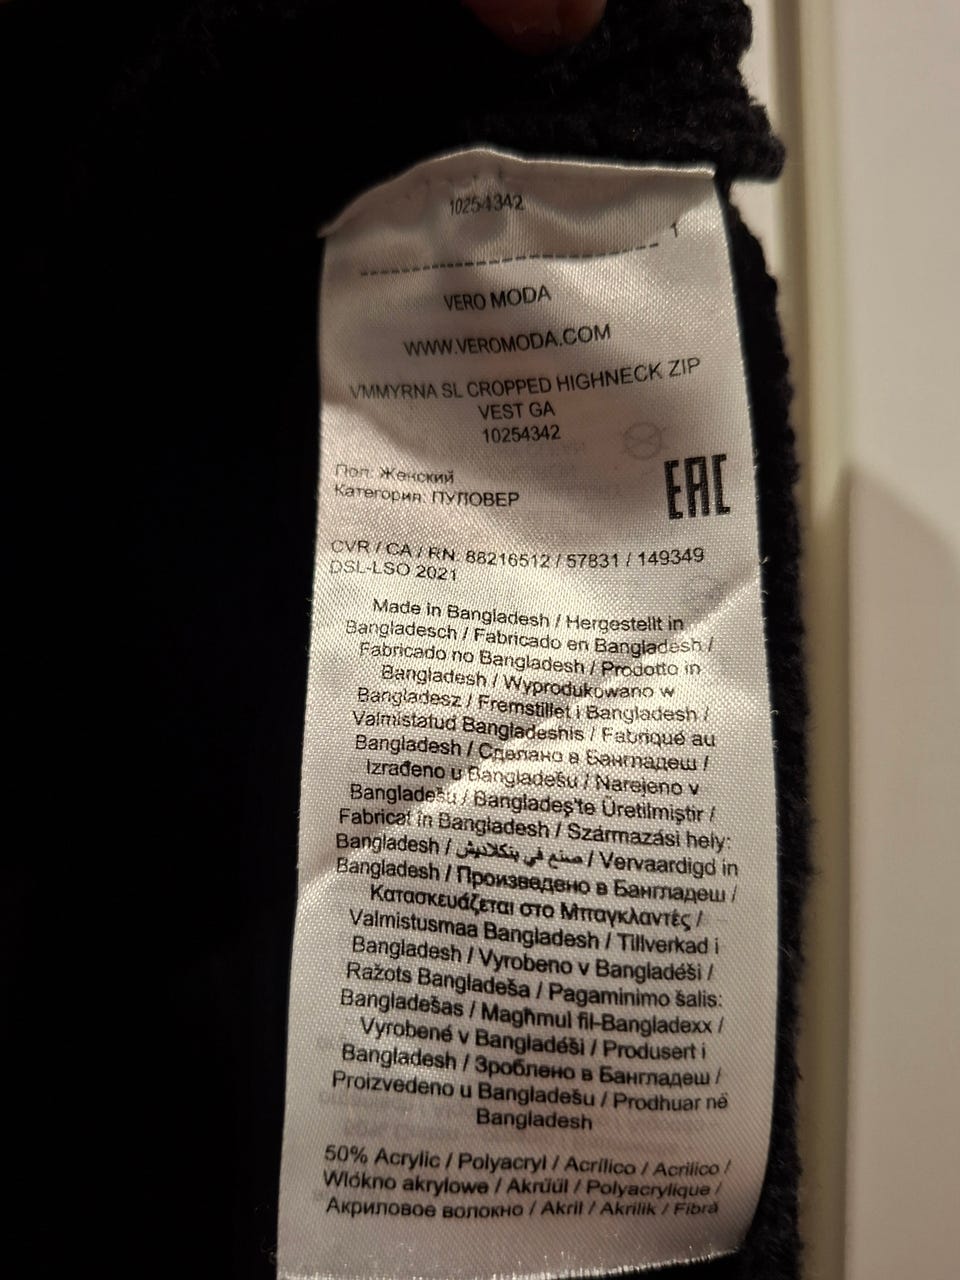 10254342
1
VERO MODA
WWW.VEROMODA.COM
VMMYRNA SL CROPPED HIGHNECK ZIP
VEST GA
10254342
Пол: Женский
Категория: ПУЛОВЕР
EAC
CVR / CA / RN: 88216512 / 57831 / 149349
DSL-LSO 2021
Made in Bangladesh / Hergestellt in
Bangladesch / Fabricado en Bangladesh /
Fabricado no Bangladesh / Prodotto in
Bangladesh / Wyprodukowano w
Bangladesz / Fremstillet i Bangladesh /
Valmistatud Bangladeshis / Fabriqué au
Bangladesh / Сделано в Бангладеш /
Izrađeno u Bangladešu / Narejeno v
Bangladešu / Bangladeş'te Üretilmiştir /
Fabricat in Bangladesh / Származási hely:
Bangladesh / صنع في بنكلاديش / Vervaardigd in
Bangladesh / Произведено в Бангладеш /
Κατασκευάζεται στο Μπαγκλαντές /
Valmistusmaa Bangladesh / Tillverkad i
Bangladesh / Vyrobeno v Bangladéši /
Ražots Bangladeša / Pagaminimo šalis:
Bangladešas / Magħmul fil-Bangladexx /
Vyrobené v Bangladéši / Produsert i
Bangladesh / Зроблено в Бангладеш /
Proizvedeno u Bangladešu / Prodhuar në
Bangladesh
50% Acrylic / Polyacryl / Acrílico / Acrilico /
Włókno akrylowe / Akrüül / Polyacrylique /
Акриловое волокно / Akril / Akrilik / Fibră